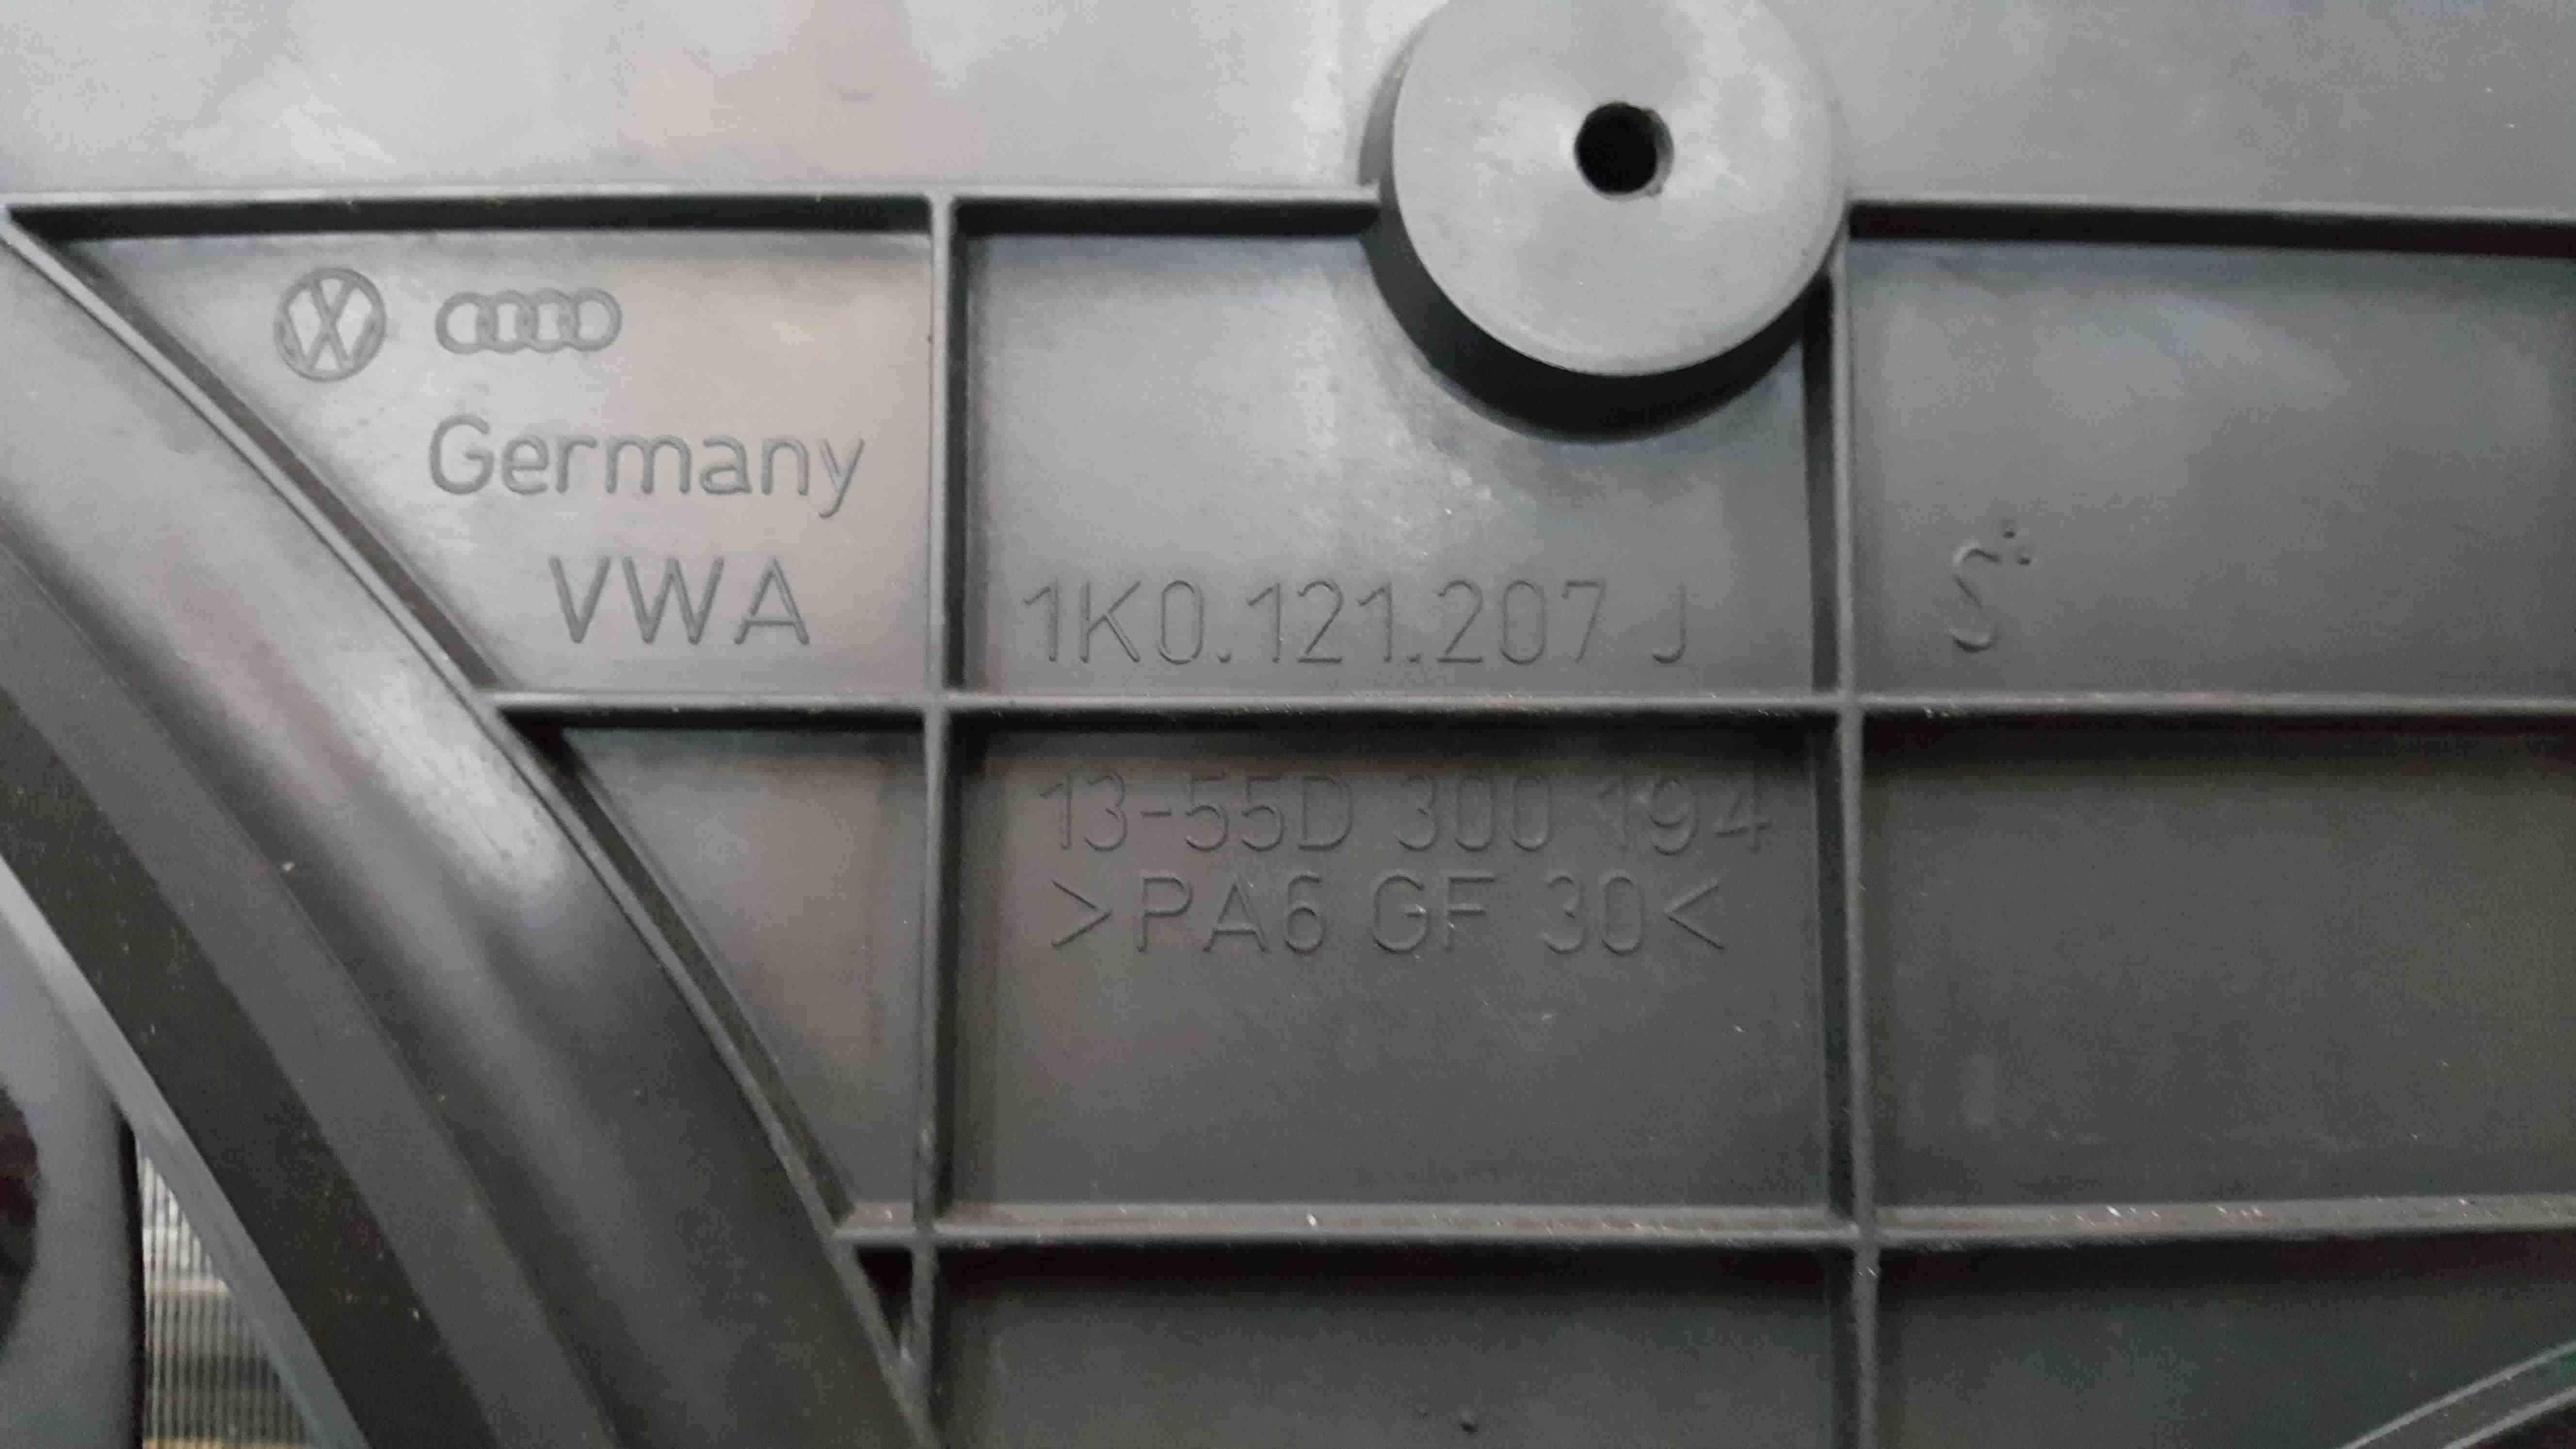 Germany
VWA
1K0.121.207 J
S
13-55D 300 194
>PA6 GF 30<